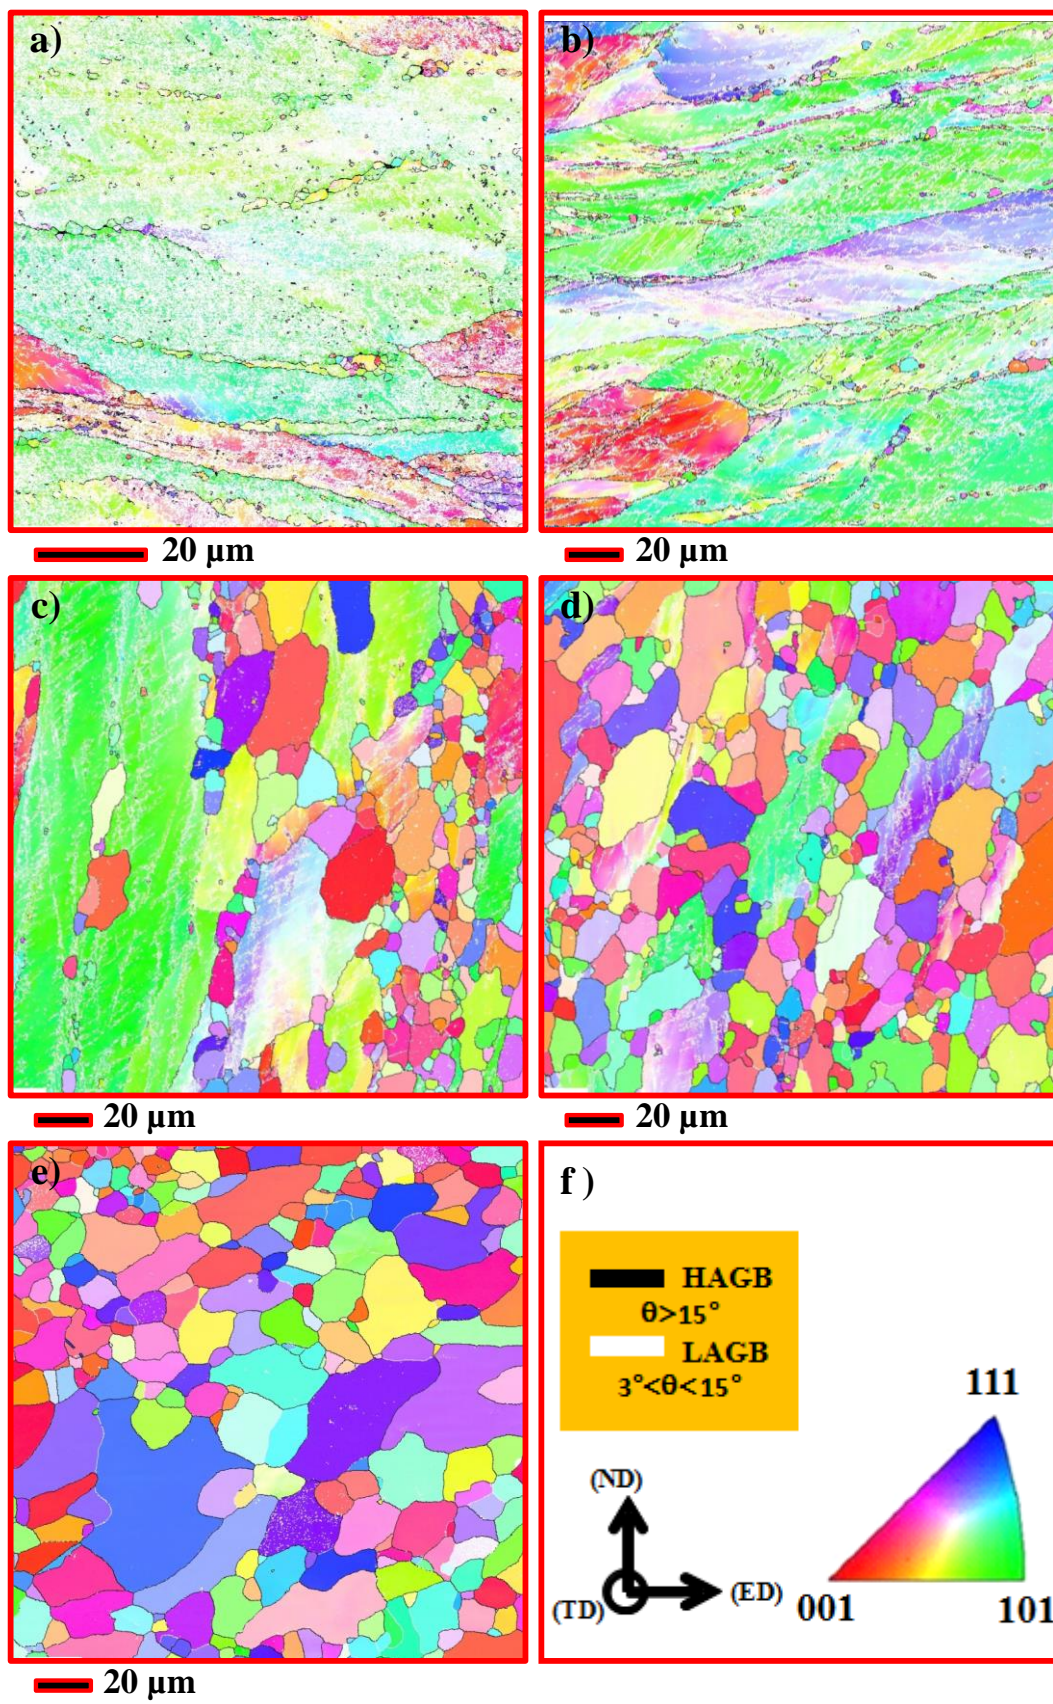 a)
b)
20 µm
20 µm
c)
d)
20 µm
20 µm
e)
f )
HAGB
θ>15°
LAGB
3°<θ<15°
111
(ND)
(TD)
(ED)
001
101
20 µm